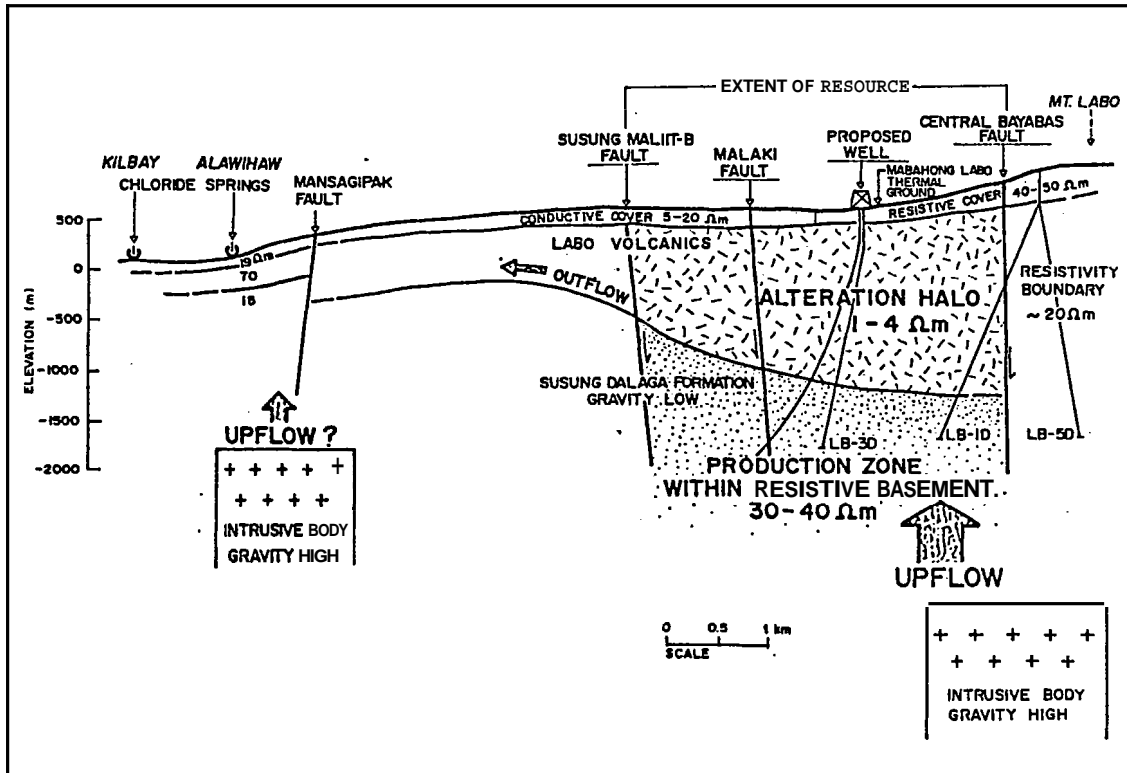 EXTENT OF RESOURCE
MT. LABO
CENTRAL BAYABAS
FAULT
SUSUNG MALIIT-B
FAULT
PROPOSED
WELL
MALAKI
FAULT
MABAHONG LABO
THERMAL
GROUND
KILBAY
ALAWIHAW
CHLORIDE SPRINGS
MANSAGIPAK
FAULT
RESISTIVE COVER
40-50 Ωm
CONDUCTIVE COVER 5-20 Ωm
LABO VOLCANICS
19 Ωm
70
15
OUTFLOW
ALTERATION HALO
1-4 Ωm
RESISTIVITY
BOUNDARY
~20Ωm
ELEVATION (m)
500
0
-500
-1000
-1500
-2000
SUSUNG DALAGA FORMATION
GRAVITY LOW
LB-3D
LB-1D
LB-5D
UPFLOW ?
PRODUCTION ZONE
WITHIN RESISTIVE BASEMENT.
30-40 Ωm
INTRUSIVE BODY
GRAVITY HIGH
UPFLOW
0 0.5 1 km
SCALE
INTRUSIVE BODY
GRAVITY HIGH